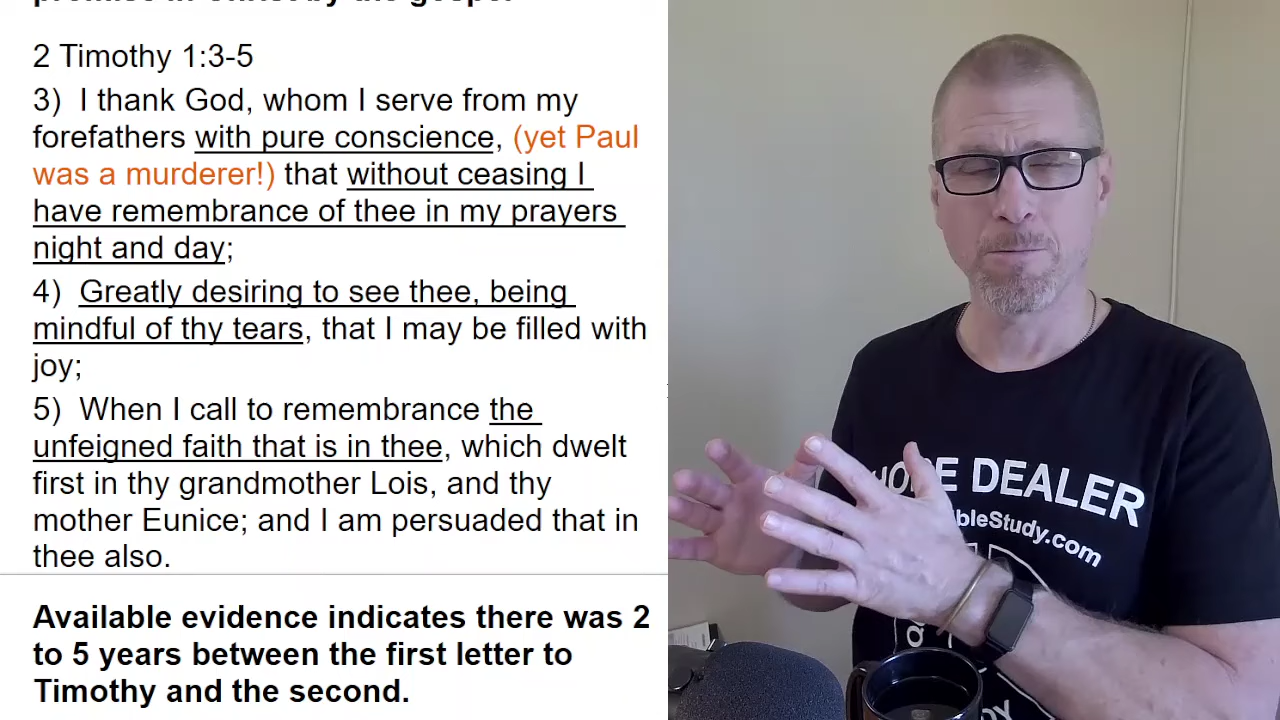 2 Timothy 1:3-5
3) I thank God, whom I serve from my
forefathers with pure conscience, (yet Paul
was a murderer!) that without ceasing I
have remembrance of thee in my prayers
night and day;
4) Greatly desiring to see thee, being
mindful of thy tears, that I may be filled with
joy;
5) When I call to remembrance the
unfeigned faith that is in thee, which dwelt
first in thy grandmother Lois, and thy
mother Eunice; and I am persuaded that in
thee also.
Available evidence indicates there was 2
to 5 years between the first letter to
Timothy and the second.
DEALER
bleStudy.com